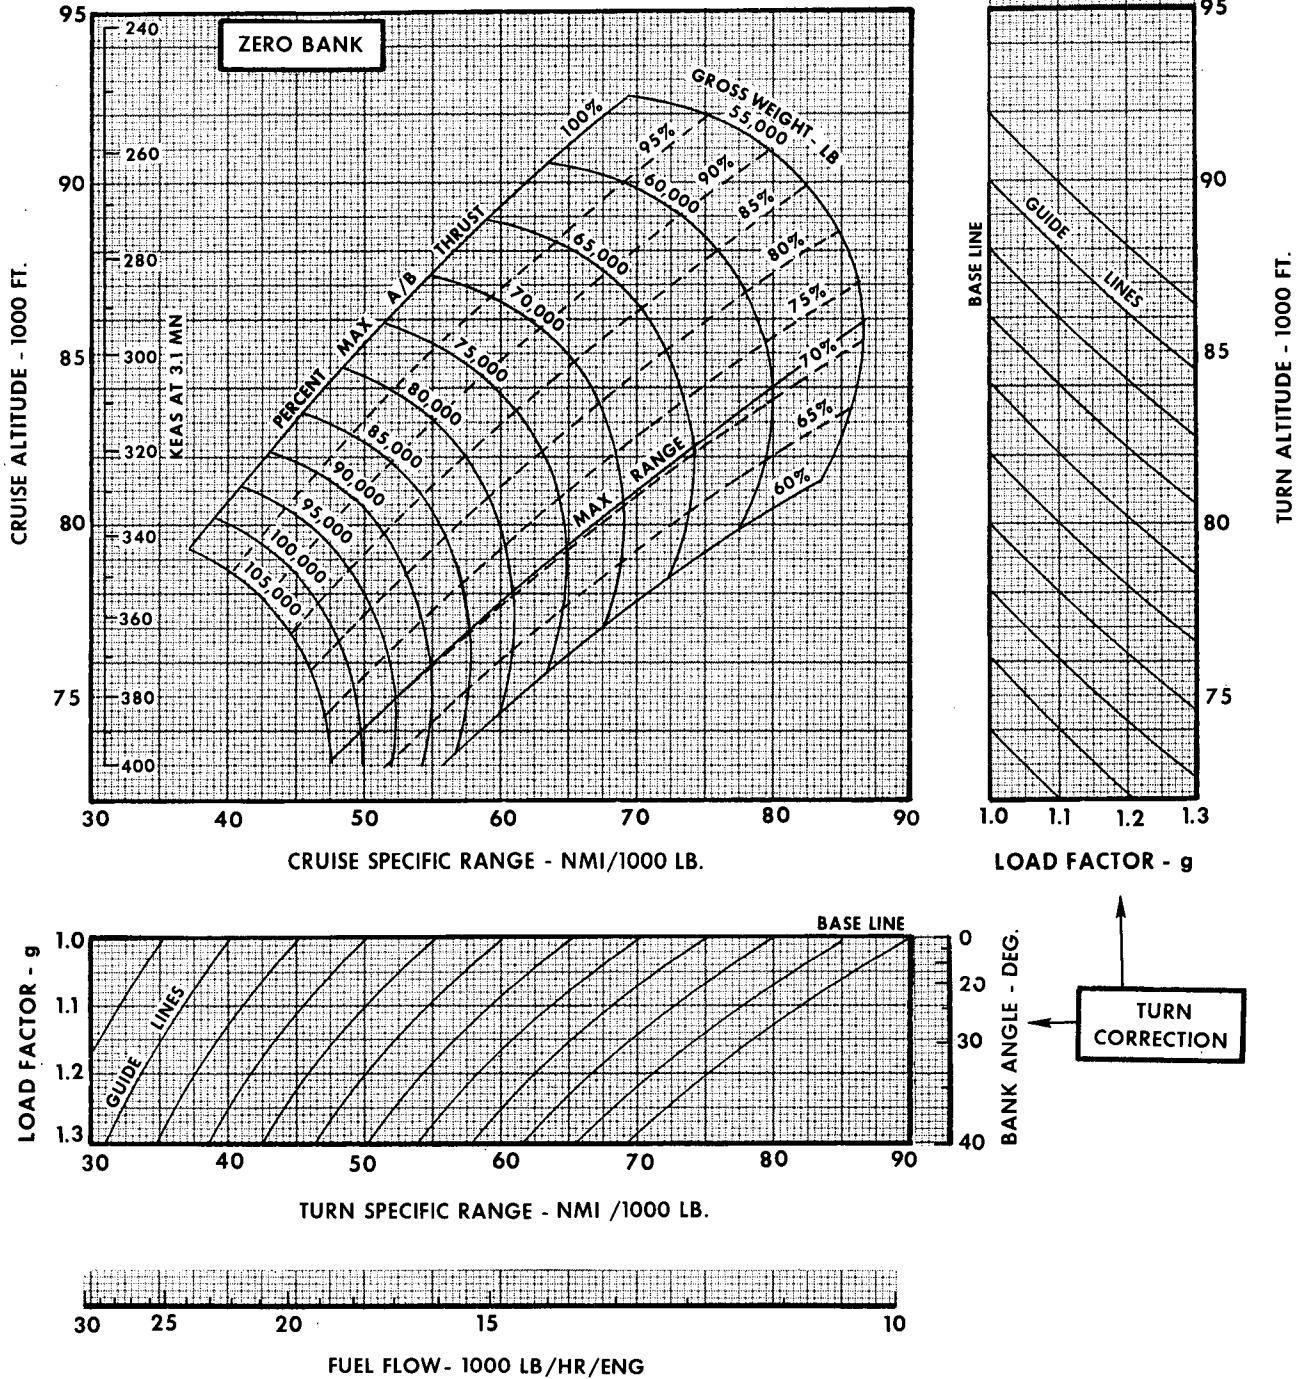 95
90
85
80
75
CRUISE ALTITUDE - 1000 FT.
240
260
280
300
320
340
360
380
400
KEAS AT 3.1 MN
ZERO BANK
PERCENT MAX A/B THRUST
100%
95%
90%
85%
80%
75%
70%
65%
60%
GROSS WEIGHT - LB
55,000
60,000
65,000
70,000
75,000
80,000
85,000
90,000
95,000
100,000
105,000
MAX RANGE
30 40 50 60 70 80 90
CRUISE SPECIFIC RANGE - NMI/1000 LB.
BASE LINE
GUIDE LINES
95
90
85
80
75
TURN ALTITUDE - 1000 FT.
1.0 1.1 1.2 1.3
LOAD FACTOR - g
BASE LINE
LOAD FACTOR - g
1.0
1.1
1.2
1.3
GUIDE LINES
0
20
30
40
BANK ANGLE - DEG.
TURN
CORRECTION
30 40 50 60 70 80 90
TURN SPECIFIC RANGE - NMI /1000 LB.
30 25 20 15 10
FUEL FLOW - 1000 LB/HR/ENG